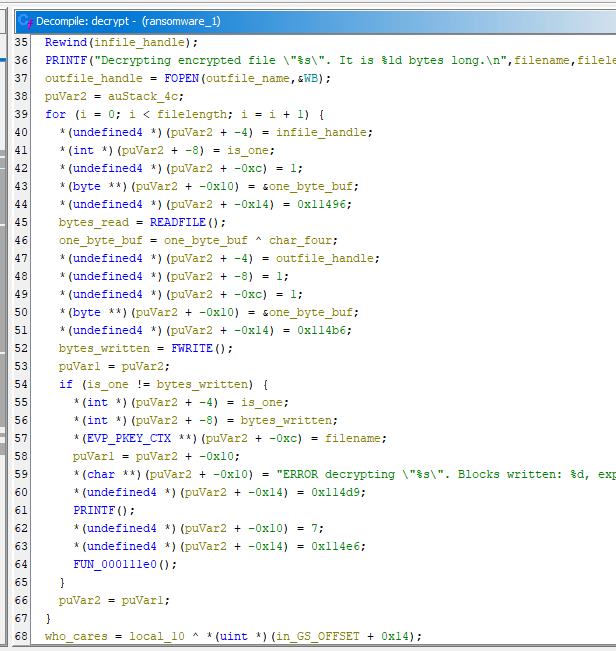 Decompile: decrypt - (ransomware_1)
35 Rewind(infile_handle);
36 PRINTF("Decrypting encrypted file \"%s\". It is %ld bytes long.\n",filename,filele
37 outfile_handle = FOPEN(outfile_name,&WB);
38 puVar2 = auStack_4c;
39 for (i = 0; i < filelength; i = i + 1) {
40 *(undefined4 *)(puVar2 + -4) = infile_handle;
41 *(int *)(puVar2 + -8) = is_one;
42 *(undefined4 *)(puVar2 + -0xc) = 1;
43 *(byte **)(puVar2 + -0x10) = &one_byte_buf;
44 *(undefined4 *)(puVar2 + -0x14) = 0x11496;
45 bytes_read = READFILE();
46 one_byte_buf = one_byte_buf ^ char_four;
47 *(undefined4 *)(puVar2 + -4) = outfile_handle;
48 *(undefined4 *)(puVar2 + -8) = 1;
49 *(undefined4 *)(puVar2 + -0xc) = 1;
50 *(byte **)(puVar2 + -0x10) = &one_byte_buf;
51 *(undefined4 *)(puVar2 + -0x14) = 0x114b6;
52 bytes_written = FWRITE();
53 puVar1 = puVar2;
54 if (is_one != bytes_written) {
55 *(int *)(puVar2 + -4) = is_one;
56 *(int *)(puVar2 + -8) = bytes_written;
57 *(EVP_PKEY_CTX **)(puVar2 + -0xc) = filename;
58 puVar1 = puVar2 + -0x10;
59 *(char **)(puVar2 + -0x10) = "ERROR decrypting \"%s\". Blocks written: %d, exp
60 *(undefined4 *)(puVar2 + -0x14) = 0x114d9;
61 PRINTF();
62 *(undefined4 *)(puVar2 + -0x10) = 7;
63 *(undefined4 *)(puVar2 + -0x14) = 0x114e6;
64 FUN_000111e0();
65 }
66 puVar2 = puVar1;
67 }
68 who_cares = local_10 ^ *(uint *)(in_GS_OFFSET + 0x14);